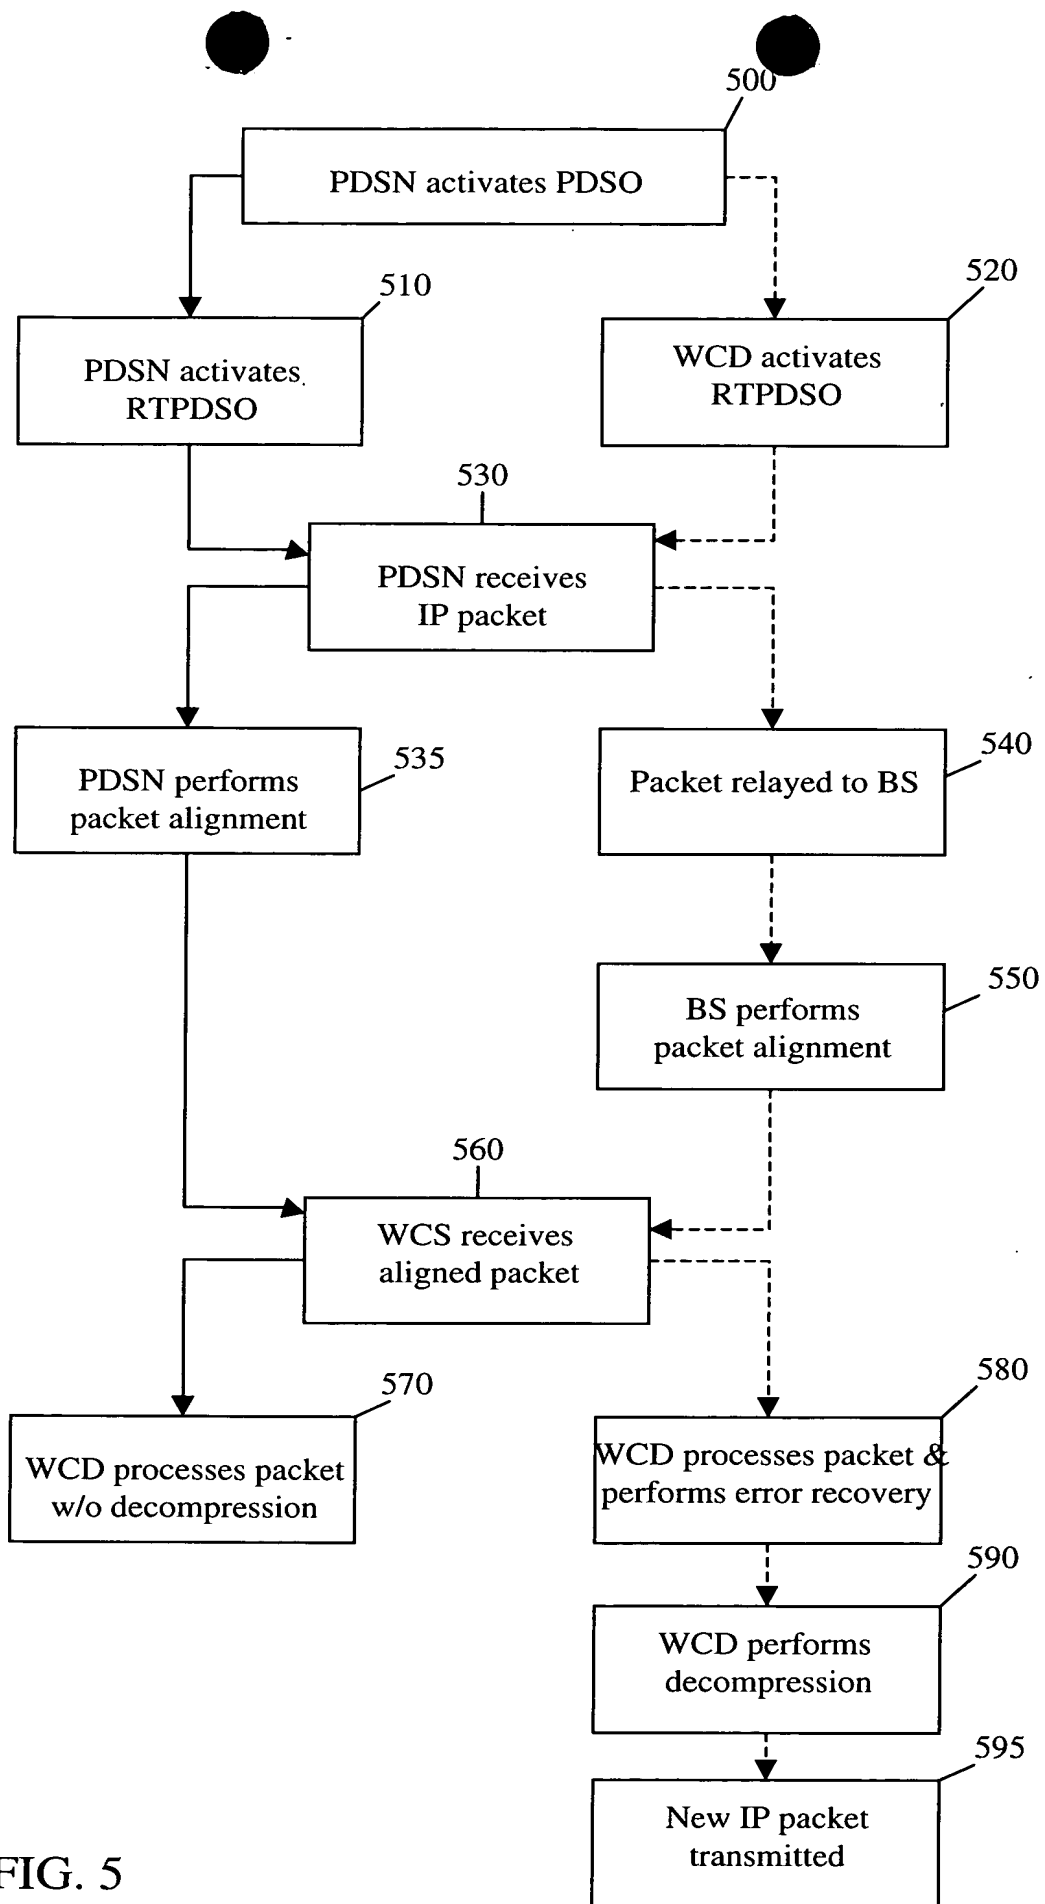 500
PDSN activates PDSO
510
520
PDSN activates
RTPDSO
WCD activates
RTPDSO
530
PDSN receives
IP packet
535
540
PDSN performs
packet alignment
Packet relayed to BS
550
BS performs
packet alignment
560
WCS receives
aligned packet
570
580
WCD processes packet
w/o decompression
WCD processes packet &
performs error recovery
590
WCD performs
decompression
595
New IP packet
transmitted
FIG. 5